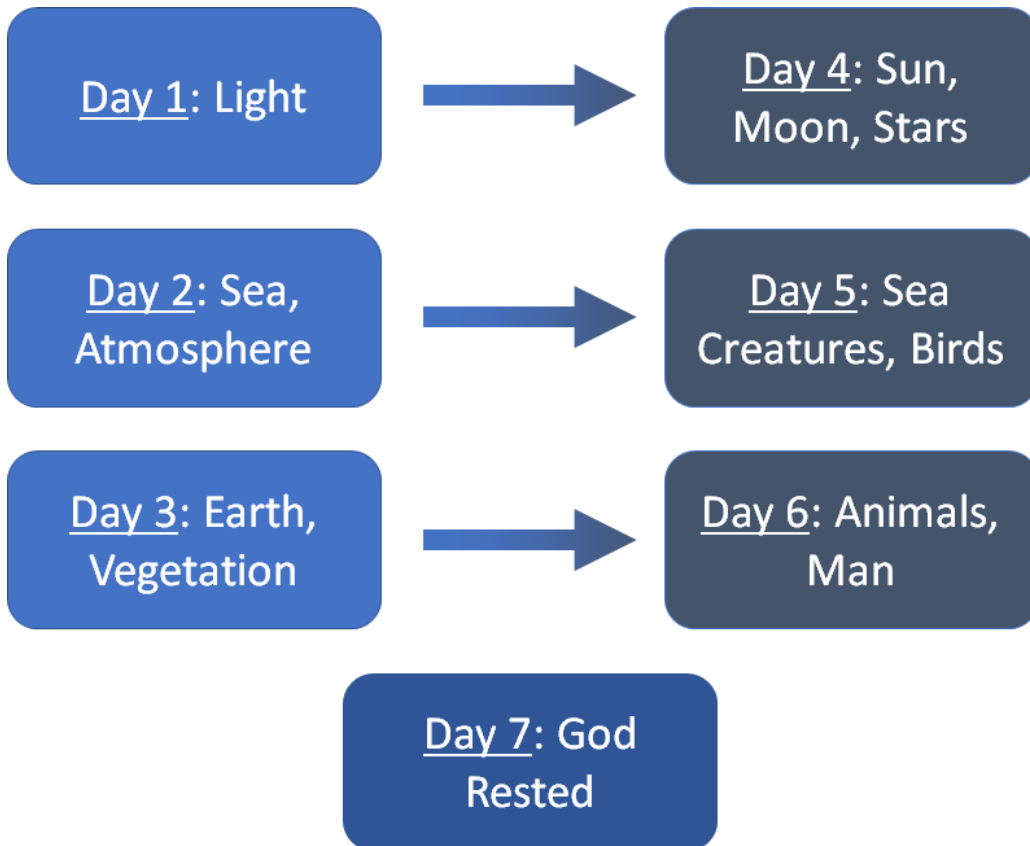 Day 1: Light
Day 4: Sun,
Moon, Stars
Day 2: Sea,
Atmosphere
Day 5: Sea
Creatures, Birds
Day 3: Earth,
Vegetation
Day 6: Animals,
Man
Day 7: God
Rested